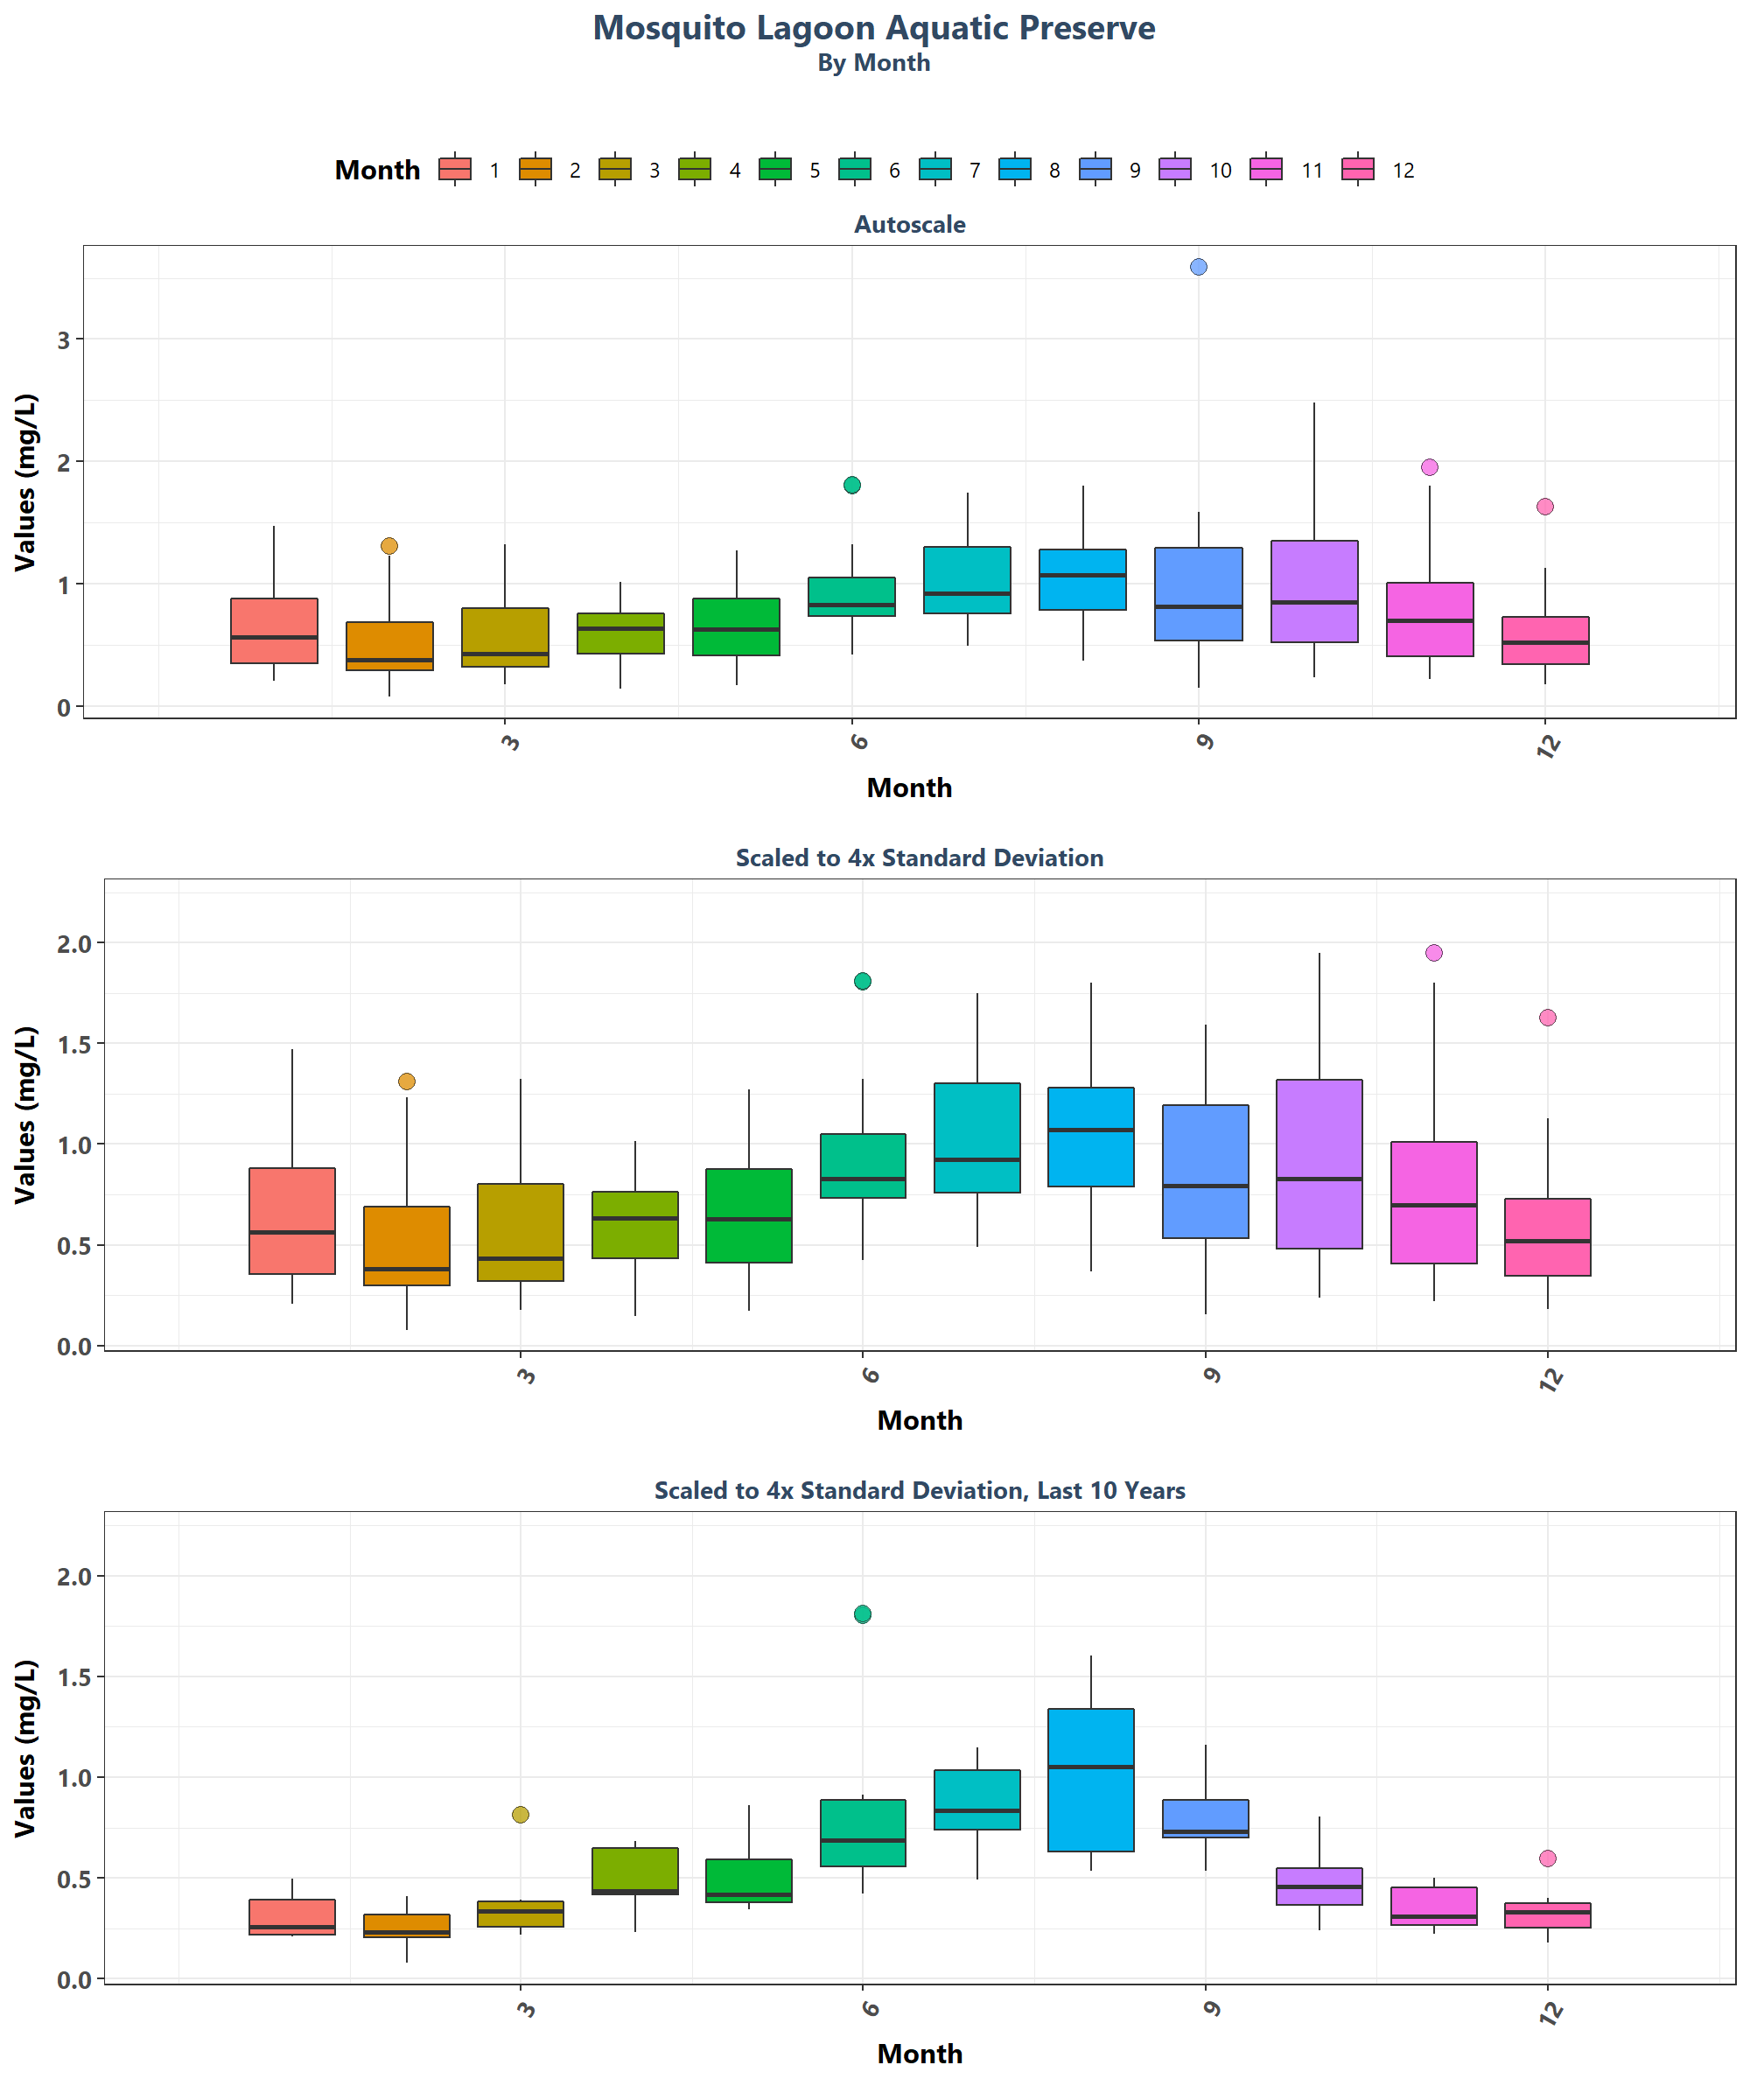 Mosquito Lagoon Aquatic Preserve
By Month
Month 1 2 3 4 5 6 7 8 9 10 11 12
Autoscale
Values (mg/L)
3
2
1
0
3 6 9 12
Month
Scaled to 4x Standard Deviation
Values (mg/L)
2.0
1.5
1.0
0.5
0.0
3 6 9 12
Month
Scaled to 4x Standard Deviation, Last 10 Years
Values (mg/L)
2.0
1.5
1.0
0.5
0.0
3 6 9 12
Month